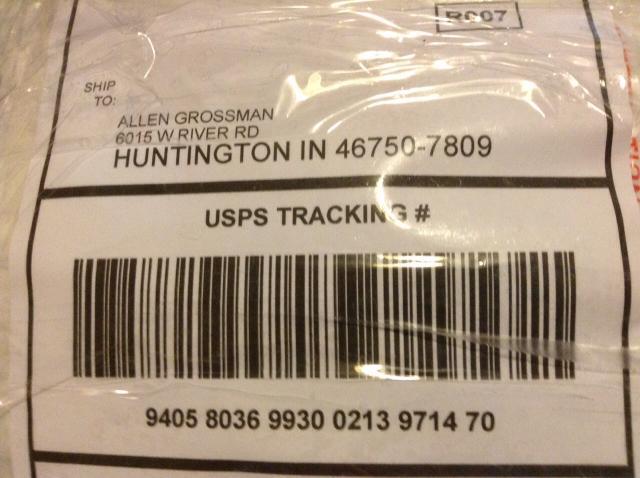 R007
SHIP
TO:
ALLEN GROSSMAN
6015 W RIVER RD
HUNTINGTON IN 46750-7809
USPS TRACKING #
9405 8036 9930 0213 9714 70